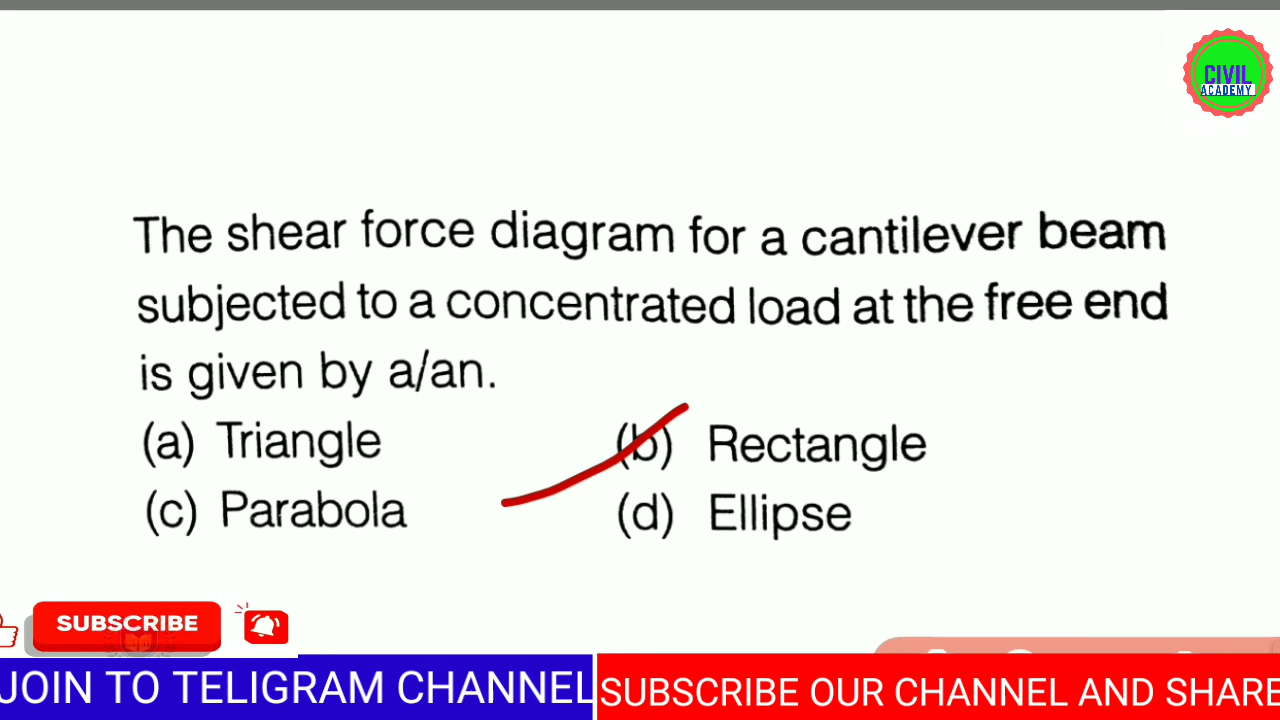 CIVIL
ACADEMY
The shear force diagram for a cantilever beam
subjected to a concentrated load at the free end
is given by a/an.
(a) Triangle (b) Rectangle
(c) Parabola (d) Ellipse
SUBSCRIBE
JOIN TO TELIGRAM CHANNEL SUBSCRIBE OUR CHANNEL AND SHARE